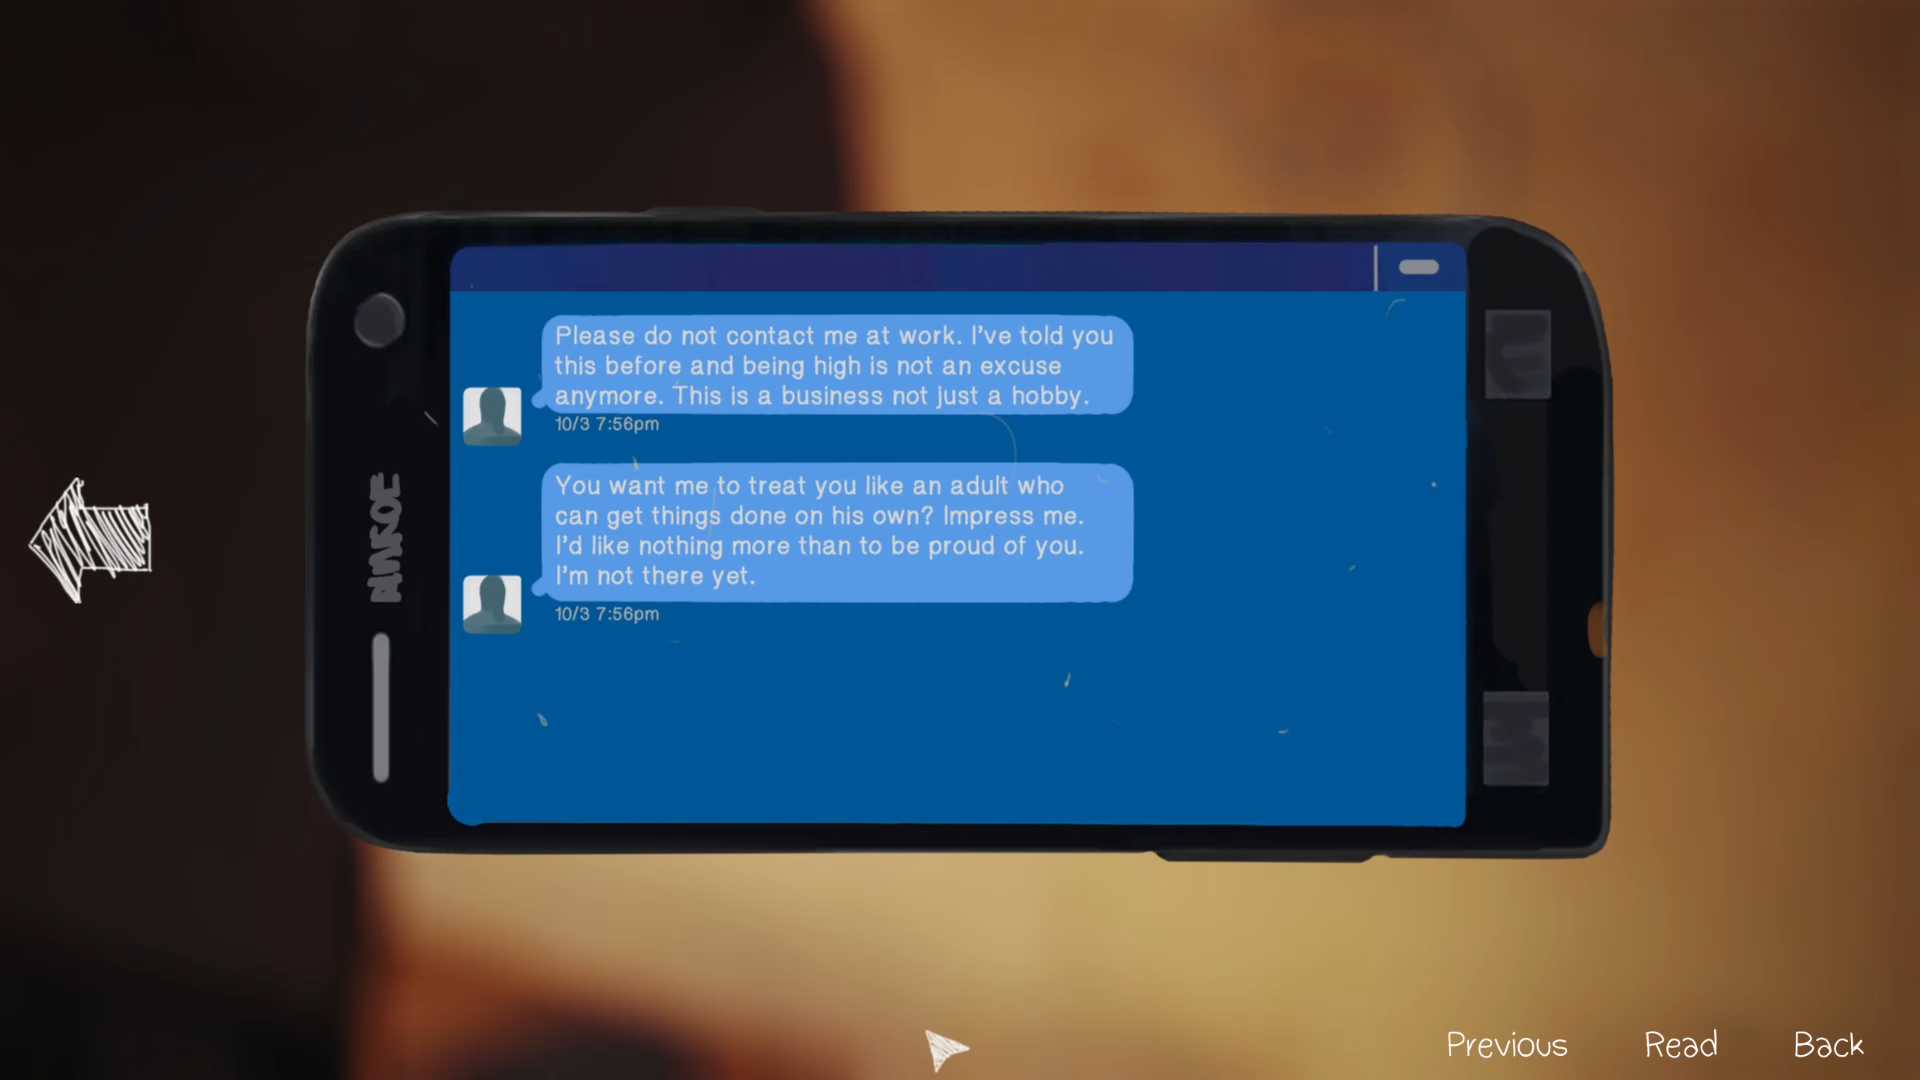 Please do not contact me at work. I've told you
this before and being high is not an excuse
anymore. This is a business not just a hobby.
10/3 7:56pm
You want me to treat you like an adult who
can get things done on his own? Impress me.
I'd like nothing more than to be proud of you.
I'm not there yet.
10/3 7:56pm
Previous
Read
Back